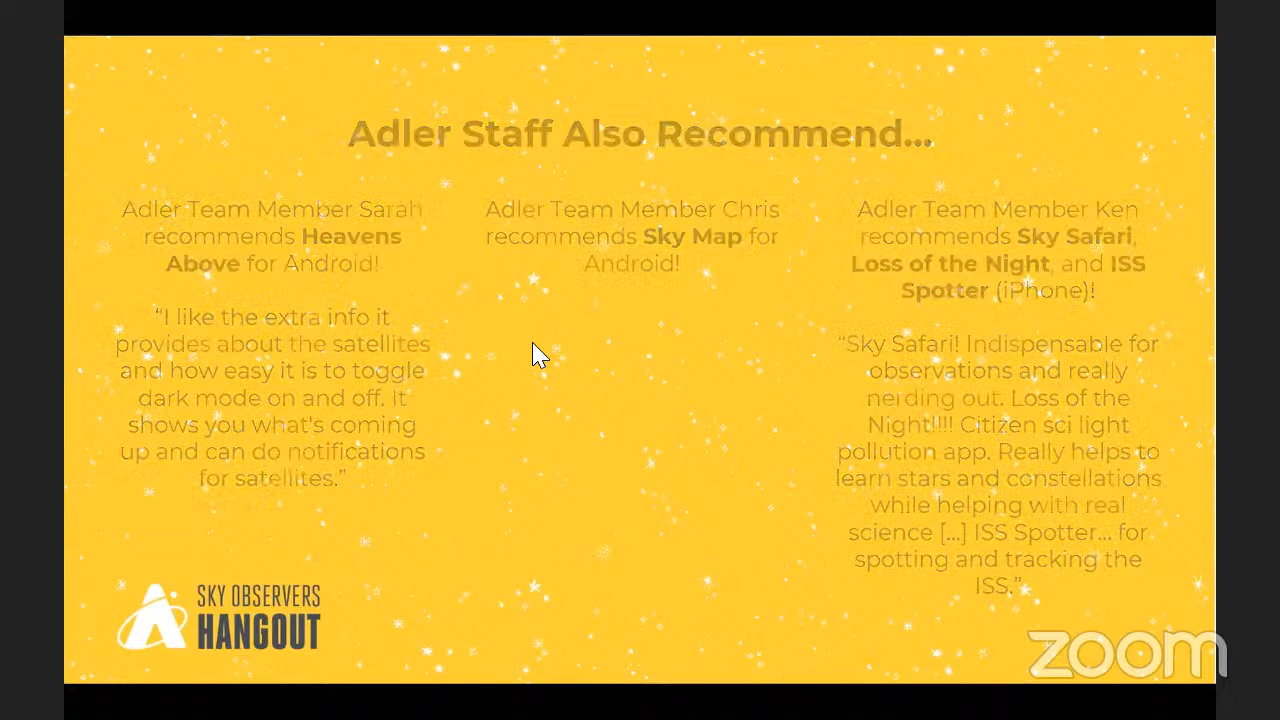 Adler Staff Also Recommend...
Adler Team Member Sarah
recommends Heavens
Above for Android!
“I like the extra info it
provides about the satellites
and how easy it is to toggle
dark mode on and off. It
shows you what's coming
up and can do notifications
for satellites.”
Adler Team Member Chris
recommends Sky Map for
Android!
Adler Team Member Ken
recommends Sky Safari,
Loss of the Night, and ISS
Spotter (iPhone)!
“Sky Safari! Indispensable for
observations and really
nerding out. Loss of the
Night!!!! Citizen sci light
pollution app. Really helps to
learn stars and constellations
while helping with real
science [...] ISS Spotter... for
spotting and tracking the
ISS.”
SKY OBSERVERS
HANGOUT
zoom